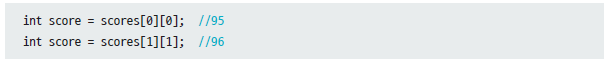 int score = scores[0][0];  //95
int score = scores[1][1];  //96